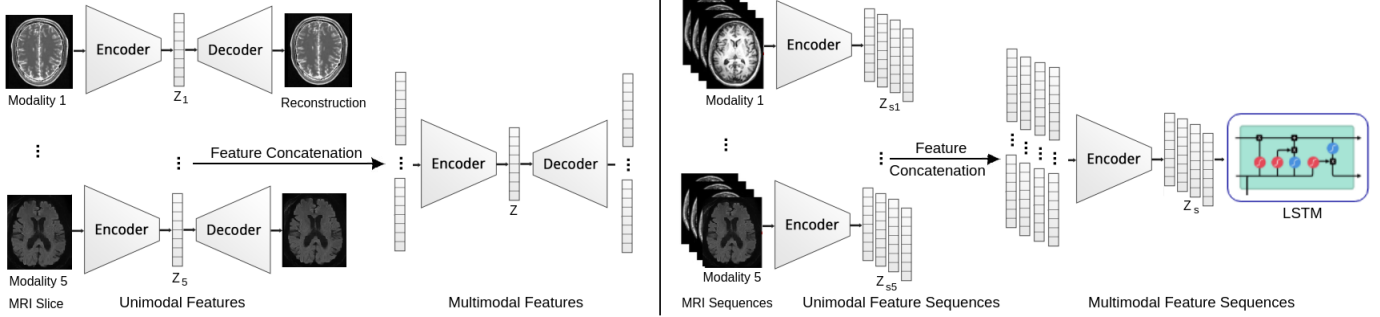 Encoder
Decoder
Z1
Modality 1
Reconstruction
Feature Concatenation
Encoder
Decoder
Z
Encoder
Decoder
Z5
Modality 5
MRI Slice
Unimodal Features
Multimodal Features
Encoder
Modality 1
Zs1
Feature
Concatenation
Encoder
Zs
LSTM
Encoder
Modality 5
Zs5
MRI Sequences
Unimodal Feature Sequences
Multimodal Feature Sequences